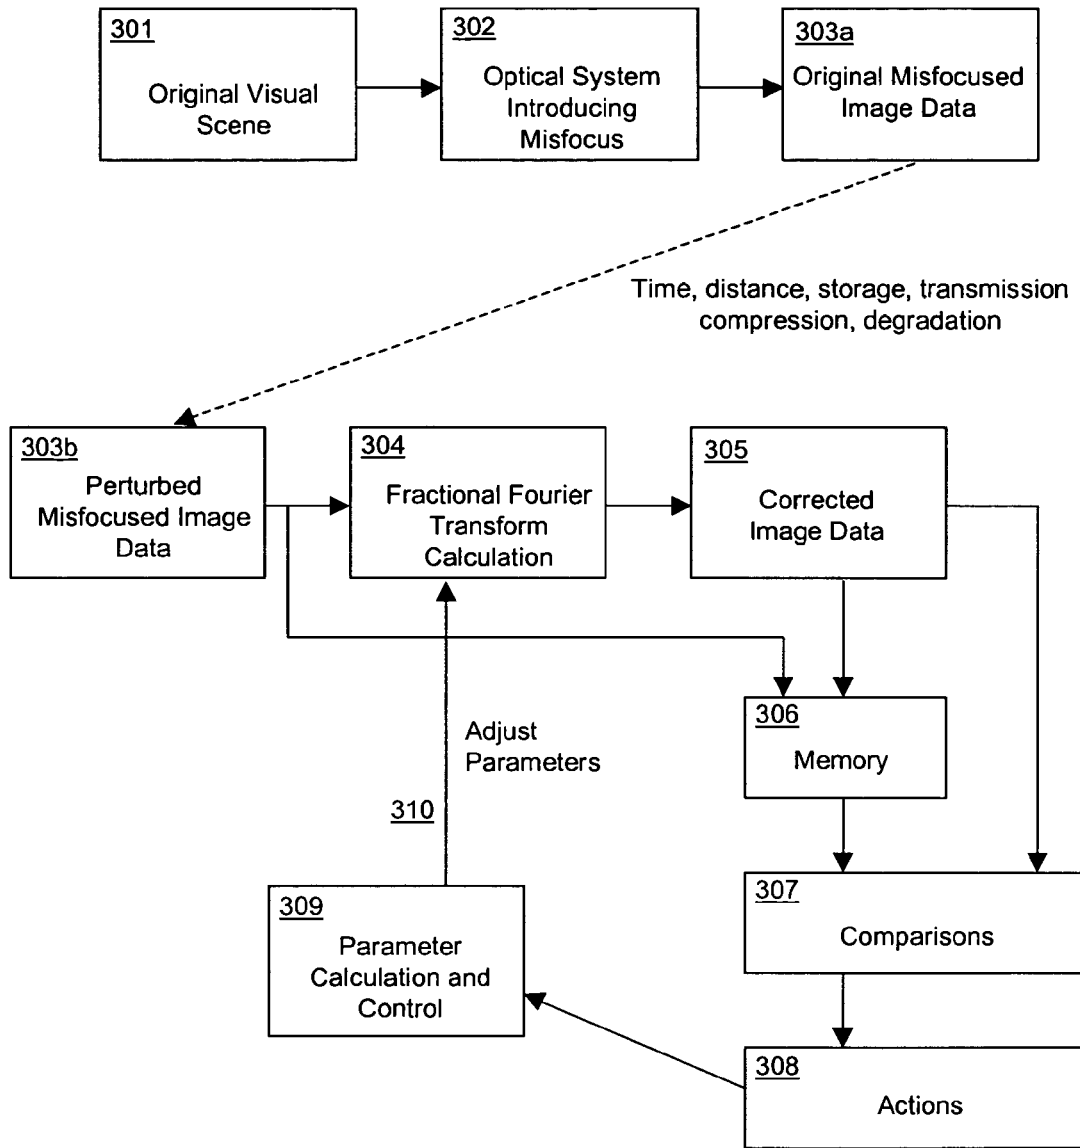 301
Original Visual
Scene
302
Optical System
Introducing
Misfocus
303a
Original Misfocused
Image Data
Time, distance, storage, transmission
compression, degradation
303b
Perturbed
Misfocused Image
Data
304
Fractional Fourier
Transform
Calculation
305
Corrected
Image Data
306
Memory
Adjust
Parameters
310
307
Comparisons
309
Parameter
Calculation and
Control
308
Actions